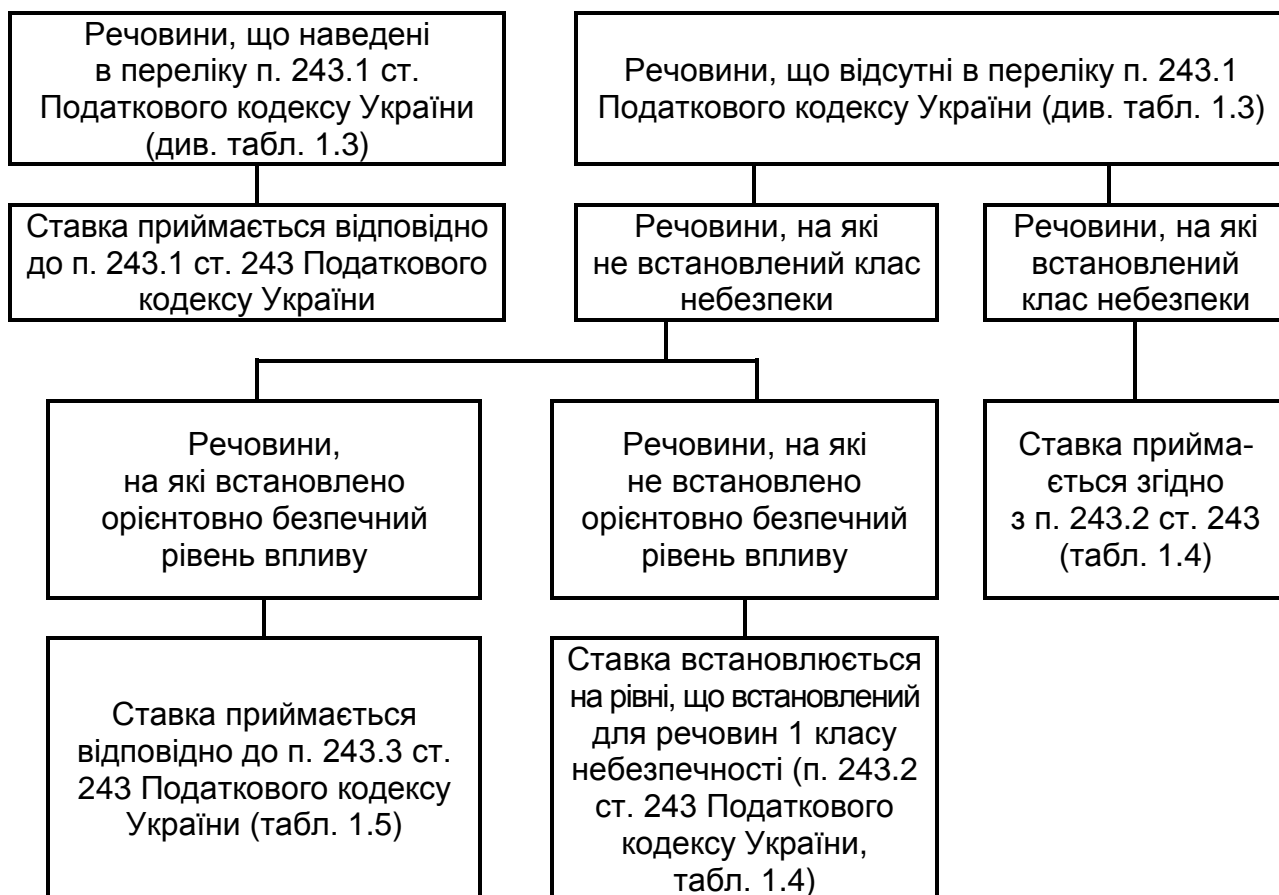 Речовини, що наведені
в переліку п. 243.1 ст.
Податкового кодексу України
(див. табл. 1.3)
Речовини, що відсутні в переліку п. 243.1
Податкового кодексу України (див. табл. 1.3)
Ставка приймається відповідно
до п. 243.1 ст. 243 Податкового
кодексу України
Речовини, на які
не встановлений клас
небезпеки
Речовини, на які
встановлений
клас небезпеки
Речовини,
на які встановлено
орієнтовно безпечний
рівень впливу
Речовини, на які
не встановлено
орієнтовно безпечний
рівень впливу
Ставка прийма-
ється згідно
з п. 243.2 ст. 243
(табл. 1.4)
Ставка приймається
відповідно до п. 243.3 ст.
243 Податкового кодексу
України (табл. 1.5)
Ставка встановлюється
на рівні, що встановлений
для речовин 1 класу
небезпечності (п. 243.2
ст. 243 Податкового
кодексу України,
табл. 1.4)